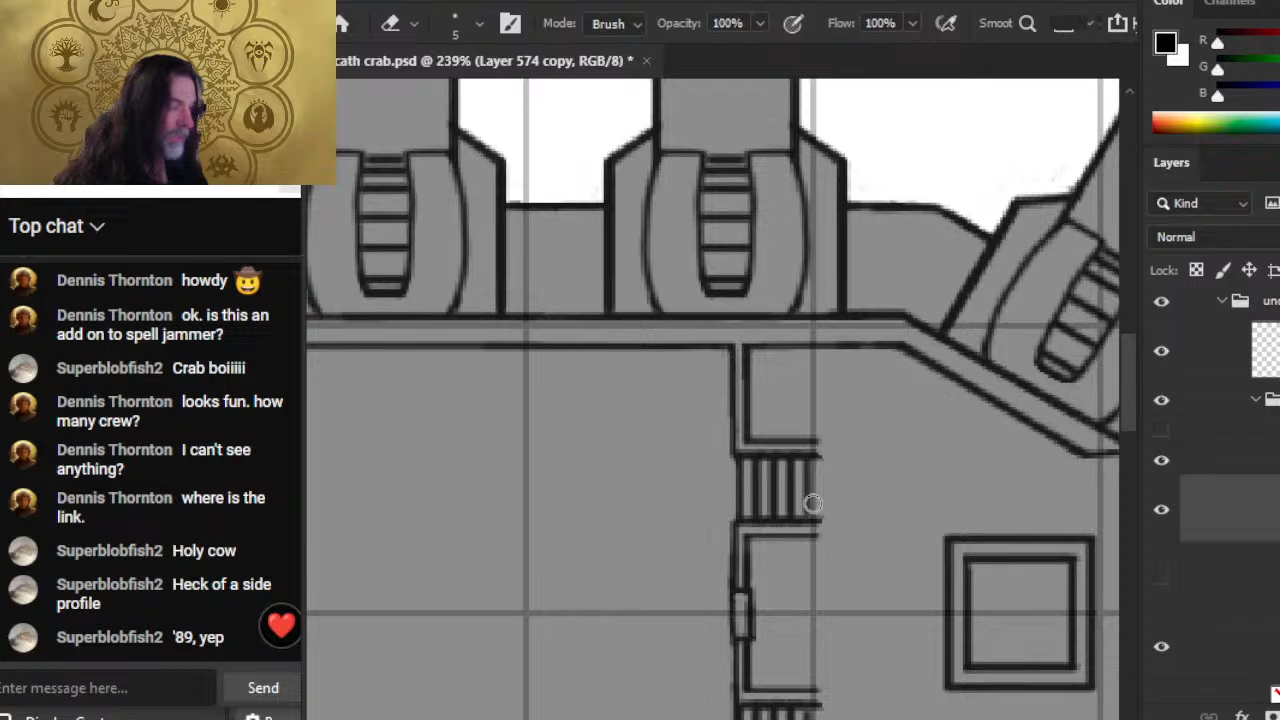 5
Mode:
Brush
Opacity:
100%
Flow:
100%
Smoot
cath crab.psd @ 239% (Layer 574 copy, RGB/8) *
Color
Channels
R
G
B
Layers
Kind
Normal
Lock:
Top chat
Dennis Thornton howdy
Dennis Thornton ok. is this an
add on to spell jammer?
Superblobfish2 Crab boiiiii
Dennis Thornton looks fun. how
many crew?
Dennis Thornton I can't see
anything?
Dennis Thornton where is the
link.
Superblobfish2 Holy cow
Superblobfish2 Heck of a side
profile
Superblobfish2 '89, yep
Enter message here...
Send
fx